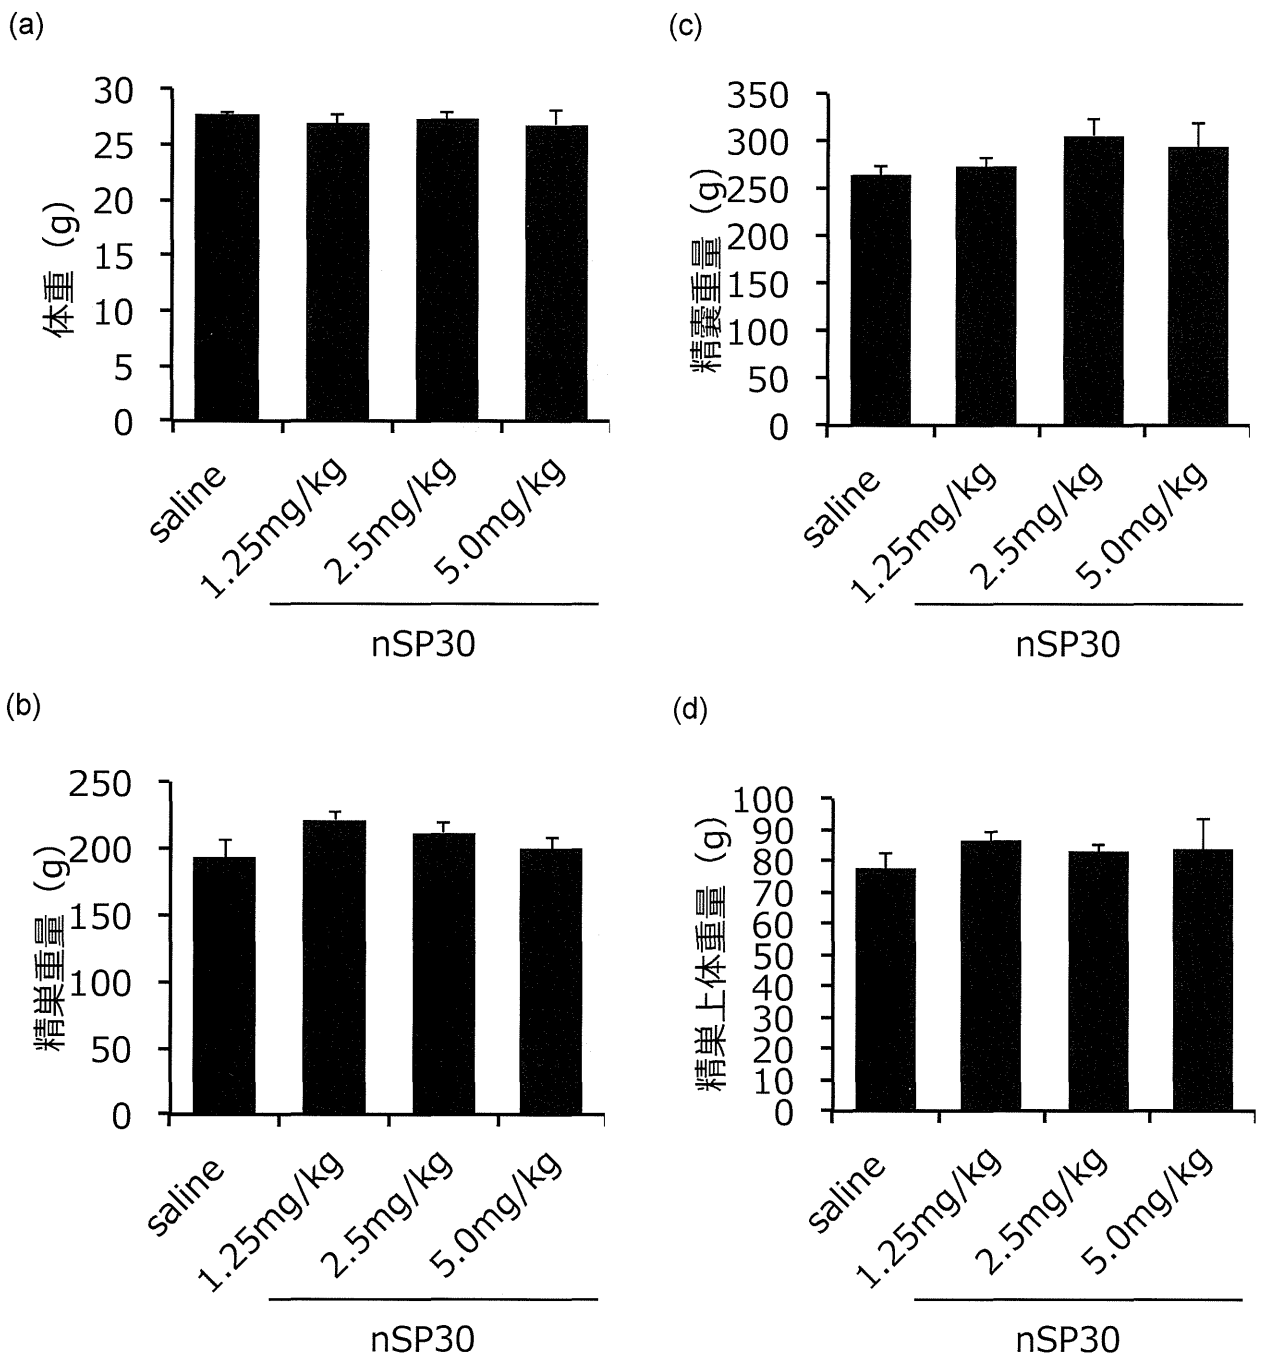 (a)
体重 (g)
30
25
20
15
10
5
0
saline
1.25mg/kg
2.5mg/kg
5.0mg/kg
nSP30
(c)
精嚢重量 (g)
350
300
250
200
150
100
50
0
saline
1.25mg/kg
2.5mg/kg
5.0mg/kg
nSP30
(b)
精巣重量 (g)
250
200
150
100
50
0
saline
1.25mg/kg
2.5mg/kg
5.0mg/kg
nSP30
(d)
精巣上体重量 (g)
100
90
80
70
60
50
40
30
20
10
0
saline
1.25mg/kg
2.5mg/kg
5.0mg/kg
nSP30